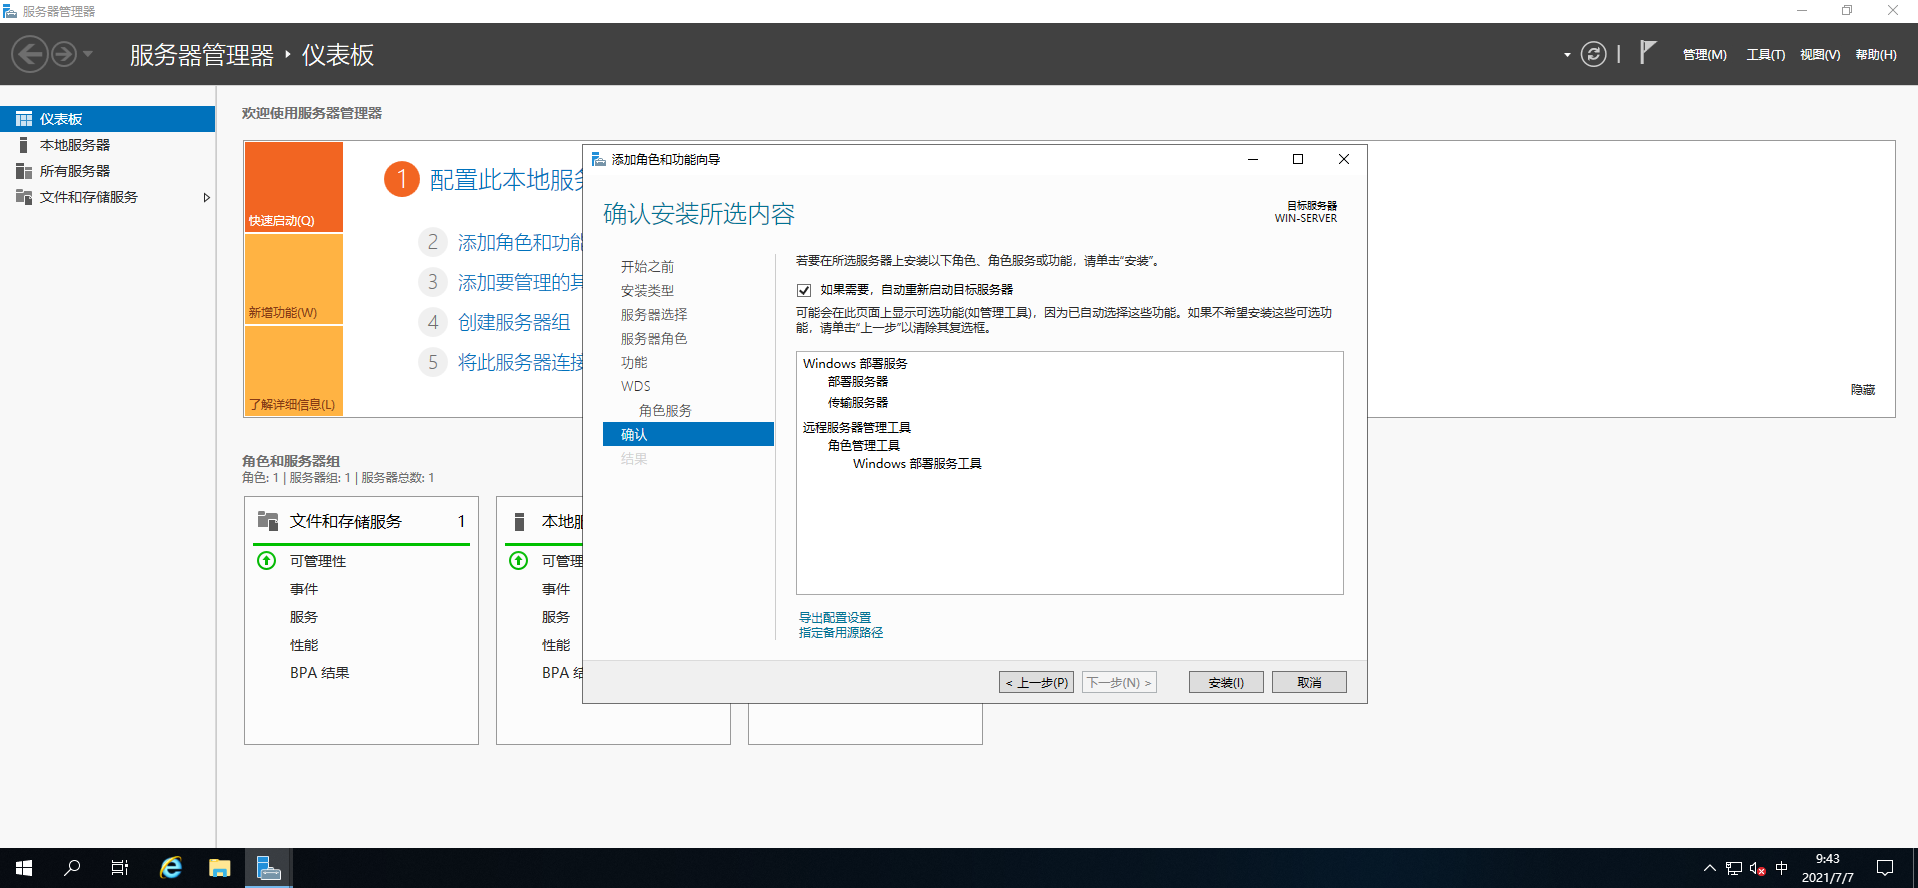 服务器管理器
服务器管理器 ‣ 仪表板
管理(M) 工具(T) 视图(V) 帮助(H)
仪表板
本地服务器
所有服务器
文件和存储服务
欢迎使用服务器管理器
快速启动(Q)
新增功能(W)
了解详细信息(L)
1 配置此本地服务
2 添加角色和功能
3 添加要管理的其
4 创建服务器组
5 将此服务器连接
隐藏
角色和服务器组
角色: 1 | 服务器组: 1 | 服务器总数: 1
文件和存储服务 1
可管理性
事件
服务
性能
BPA 结果
本地服
可管理
事件
服务
性能
BPA 结
添加角色和功能向导
确认安装所选内容
目标服务器
WIN-SERVER
开始之前
安装类型
服务器选择
服务器角色
功能
WDS
角色服务
确认
结果
若要在所选服务器上安装以下角色、角色服务或功能，请单击“安装”。
如果需要，自动重新启动目标服务器
可能会在此页面上显示可选功能(如管理工具)，因为已自动选择这些功能。如果不希望安装这些可选功
能，请单击“上一步”以清除其复选框。
Windows 部署服务
部署服务器
传输服务器
远程服务器管理工具
角色管理工具
Windows 部署服务工具
导出配置设置
指定备用源路径
< 上一步(P) 下一步(N) > 安装(I) 取消
中
9:43
2021/7/7